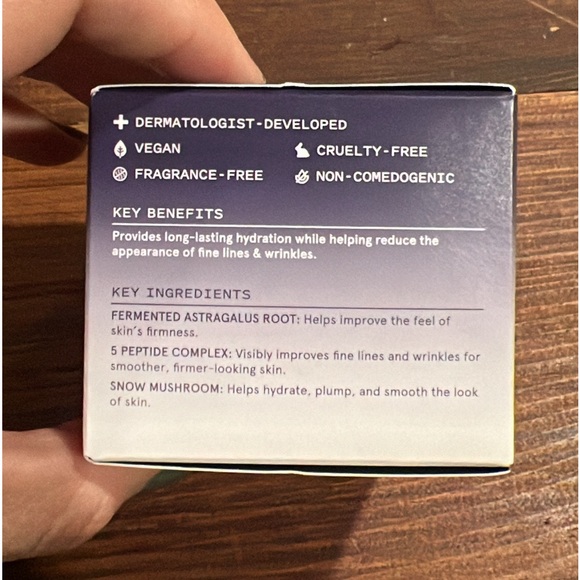 DERMATOLOGIST-DEVELOPED
VEGAN
CRUELTY-FREE
FRAGRANCE-FREE
NON-COMEDOGENIC
KEY BENEFITS
Provides long-lasting hydration while helping reduce the
appearance of fine lines & wrinkles.
KEY INGREDIENTS
FERMENTED ASTRAGALUS ROOT: Helps improve the feel of
skin's firmness.
5 PEPTIDE COMPLEX: Visibly improves fine lines and wrinkles for
smoother, firmer-looking skin.
SNOW MUSHROOM: Helps hydrate, plump, and smooth the look
of skin.